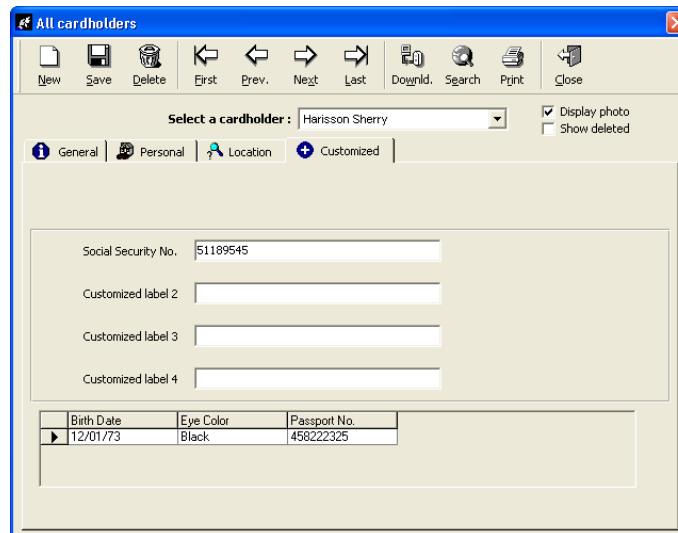 All cardholders
New Save Delete First Prev. Next Last Downld. Search Print Close
Select a cardholder : Harisson Sherry
Display photo
Show deleted
General Personal Location Customized
Social Security No. 51189545
Customized label 2
Customized label 3
Customized label 4
Birth Date Eye Color Passport No.
12/01/73 Black 458222325